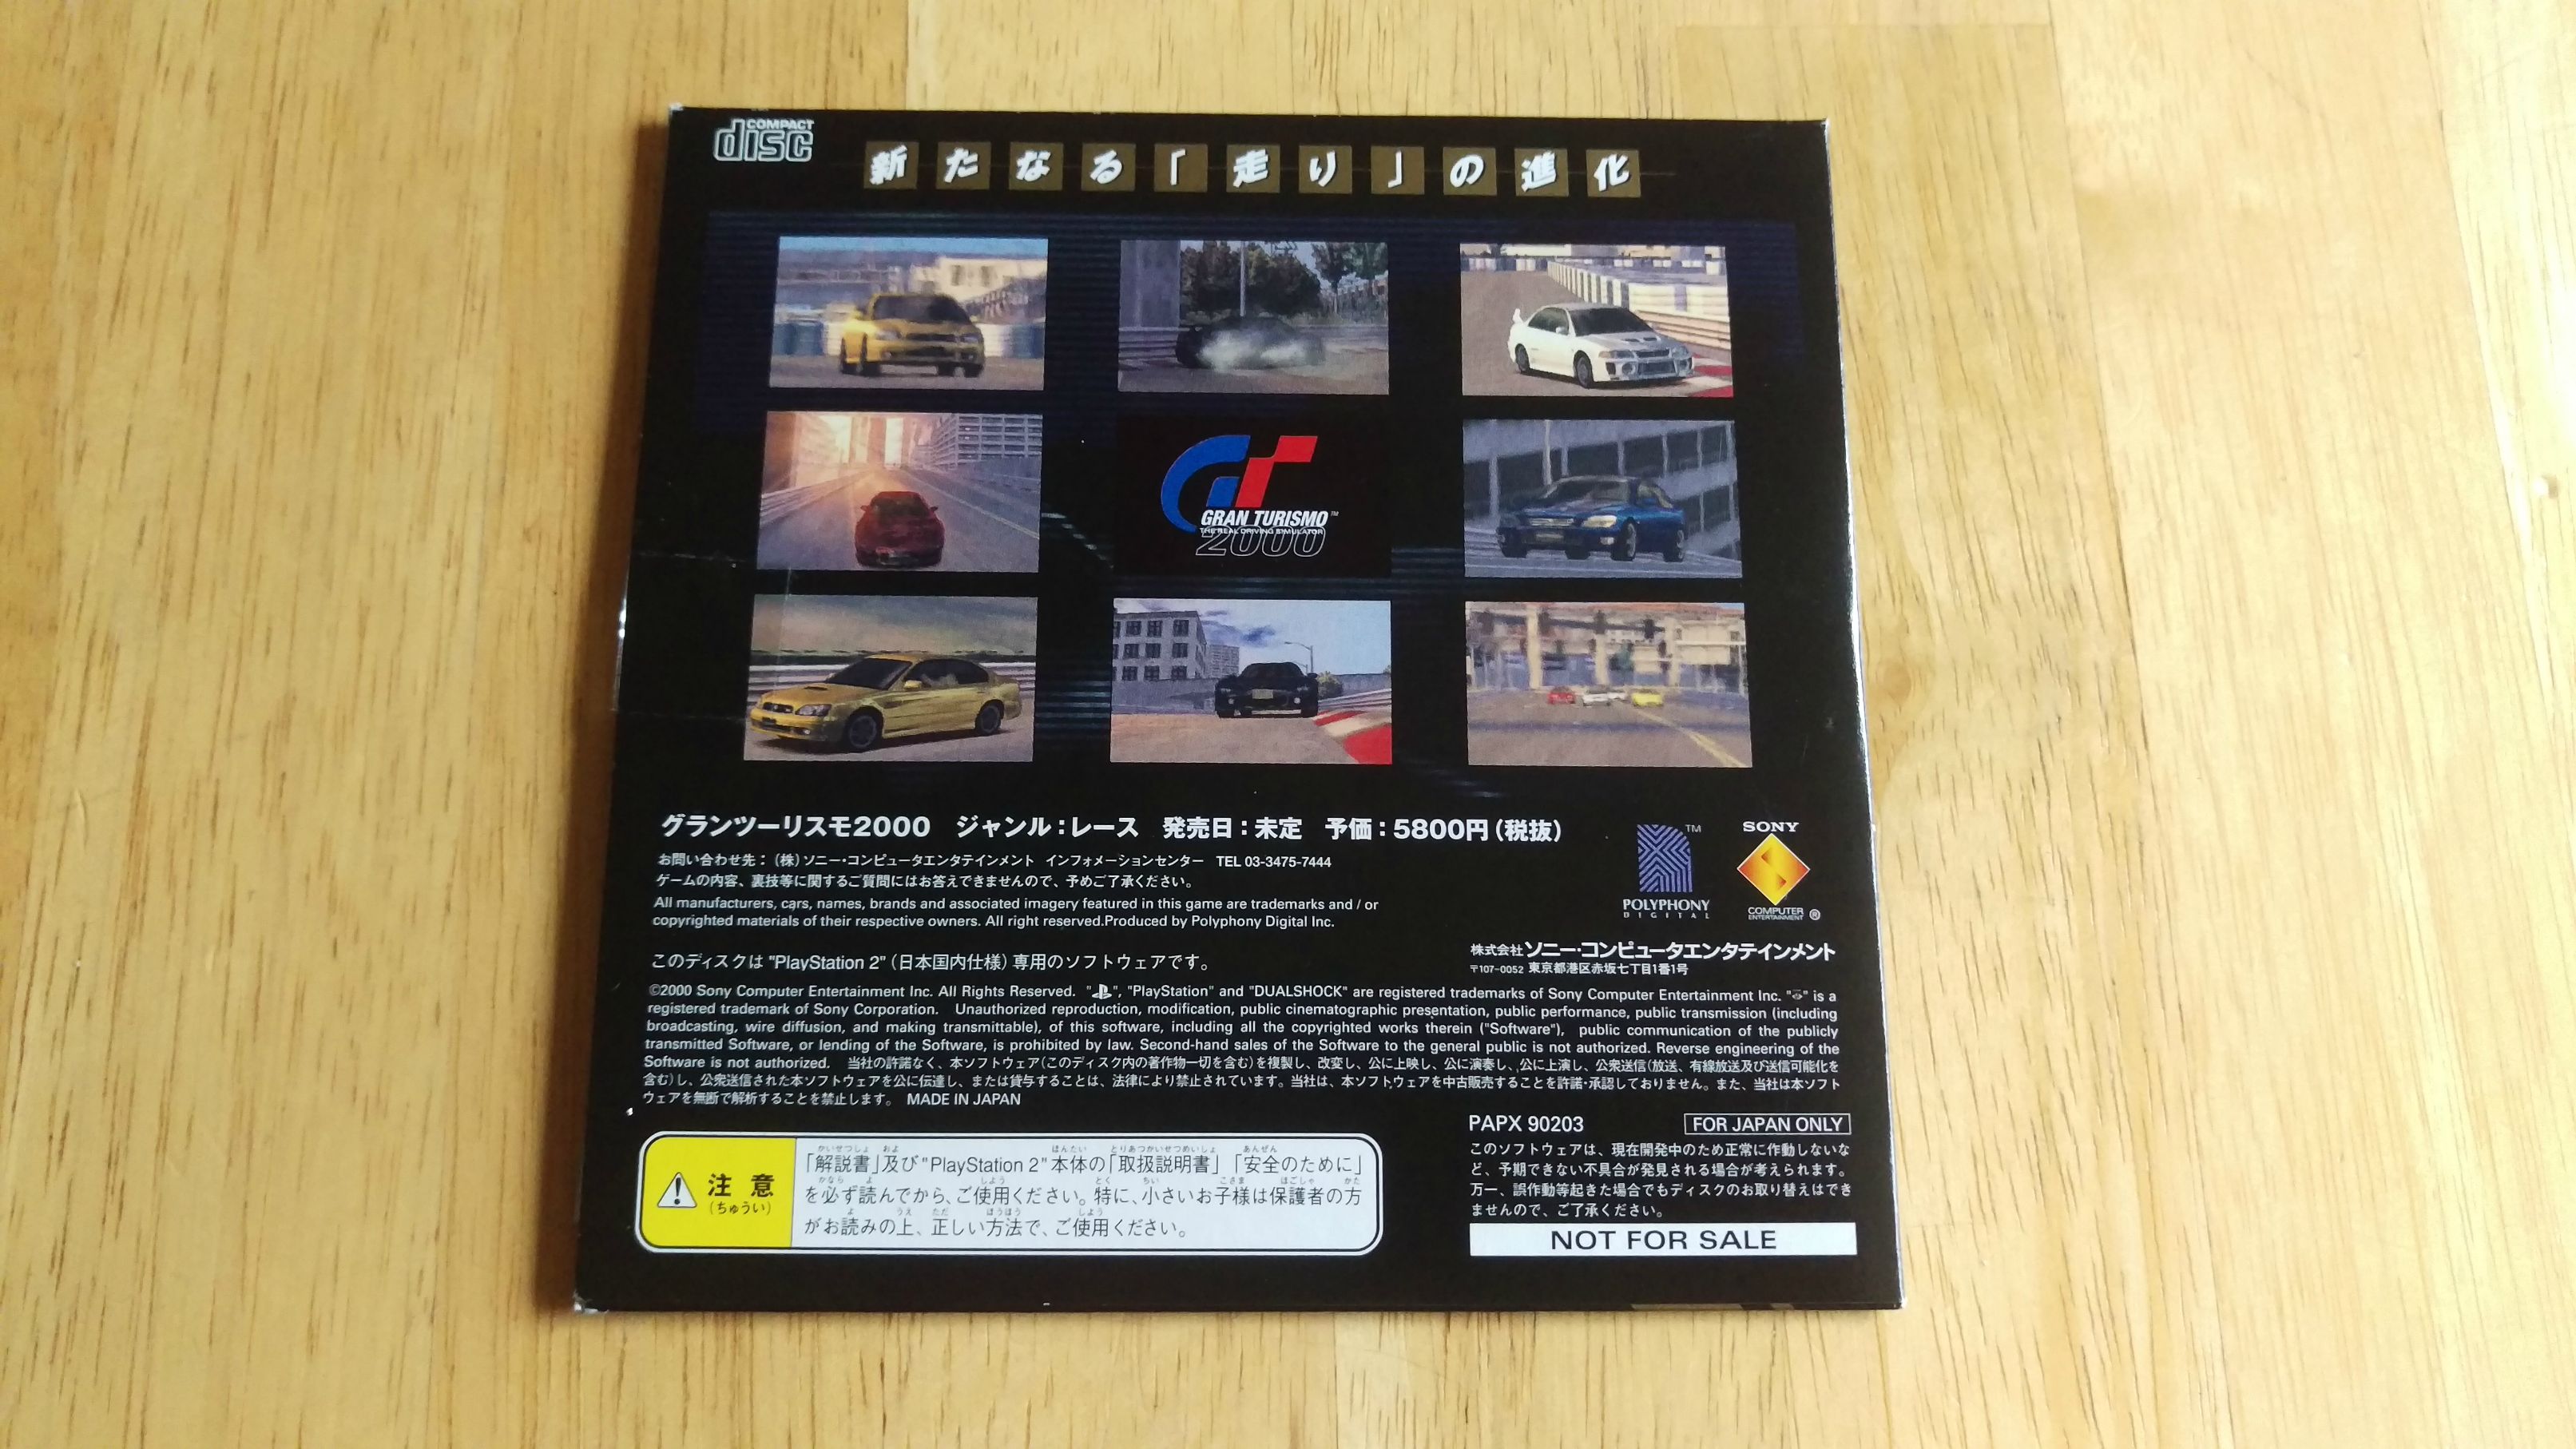 COMPACT
disc
新たなる「走り」の進化
GRAN TURISMO™
THE REAL DRIVING SIMULATOR
2000
グランツーリスモ2000 ジャンル：レース 発売日：未定 予価：5800円（税抜）
お問い合わせ先：（株）ソニー・コンピュータエンタテインメント インフォメーションセンター TEL 03-3475-7444
ゲームの内容、裏技等に関するご質問にはお答えできませんので、予めご了承ください。
All manufacturers, cars, names, brands and associated imagery featured in this game are trademarks and / or
copyrighted materials of their respective owners. All right reserved.Produced by Polyphony Digital Inc.
TM
POLYPHONY
DIGITAL
SONY
COMPUTER
ENTERTAINMENT ®
このディスクは "PlayStation 2"（日本国内仕様）専用のソフトウェアです。
株式会社ソニー・コンピュータエンタテインメント
〒107-0052 東京都港区赤坂七丁目1番1号
©2000 Sony Computer Entertainment Inc. All Rights Reserved. " ", "PlayStation" and "DUALSHOCK" are registered trademarks of Sony Computer Entertainment Inc. " " is a
registered trademark of Sony Corporation. Unauthorized reproduction, modification, public cinematographic presentation, public performance, public transmission (including
broadcasting, wire diffusion, and making transmittable), of this software, including all the copyrighted works therein ("Software"), public communication of the publicly
transmitted Software, or lending of the Software, is prohibited by law. Second-hand sales of the Software to the general public is not authorized. Reverse engineering of the
Software is not authorized. 当社の許諾なく、本ソフトウェア（このディスク内の著作物一切を含む）を複製し、改変し、公に上映し、公に演奏し、公に上演し、公衆送信（放送、有線放送及び送信可能化を
含む）し、公衆送信された本ソフトウェアを公に伝達し、または貸与することは、法律により禁止されています。当社は、本ソフトウェアを中古販売することを許諾・承認しておりません。また、当社は本ソフト
ウェアを無断で解析することを禁止します。 MADE IN JAPAN
注意
（ちゅうい）
「解説書」及び"PlayStation 2"本体の「取扱説明書」「安全のために」
を必ず読んでから、ご使用ください。特に、小さいお子様は保護者の方
がお読みの上、正しい方法で、ご使用ください。
PAPX 90203 FOR JAPAN ONLY
このソフトウェアは、現在開発中のため正常に作動しないな
ど、予期できない不具合が発見される場合が考えられます。
万一、誤作動等起きた場合でもディスクのお取り替えはでき
ませんので、ご了承ください。
NOT FOR SALE